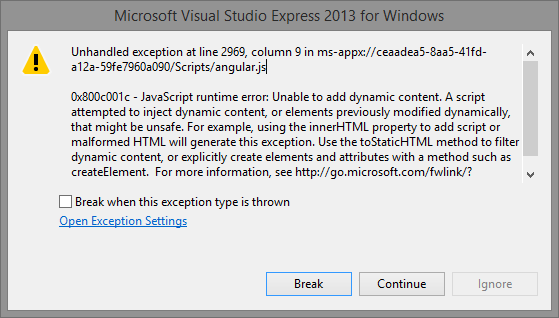 Microsoft Visual Studio Express 2013 for Windows
Unhandled exception at line 2969, column 9 in ms-appx://ceaadea5-8aa5-41fd-
a12a-59fe7960a090/Scripts/angular.js
0x800c001c - JavaScript runtime error: Unable to add dynamic content. A script
attempted to inject dynamic content, or elements previously modified dynamically,
that might be unsafe. For example, using the innerHTML property to add script or
malformed HTML will generate this exception. Use the toStaticHTML method to filter
dynamic content, or explicitly create elements and attributes with a method such as
createElement.  For more information, see http://go.microsoft.com/fwlink/?
Break when this exception type is thrown
Open Exception Settings
Break
Continue
Ignore